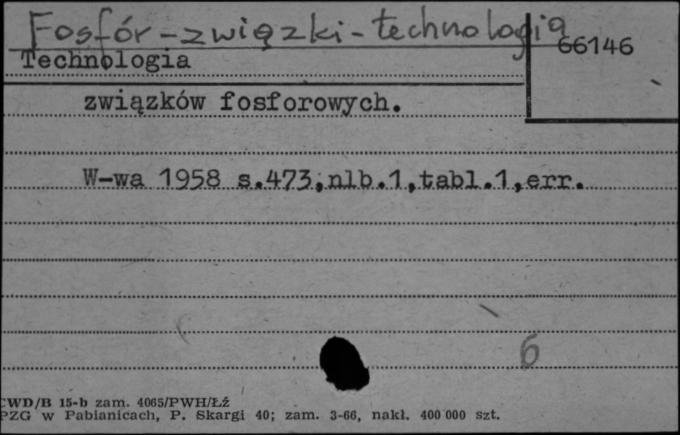 Fosfór-związki-technologia
66146
Technologia
związków fosforowych.
W-wa 1958 s.473,nlb.1,tabl.1,err.
6
CWD/B 15-b zam. 4065/PWH/Łź
PZG w Pabianicach, P. Skargi 40; zam. 3-66, nakł. 400 000 szt.